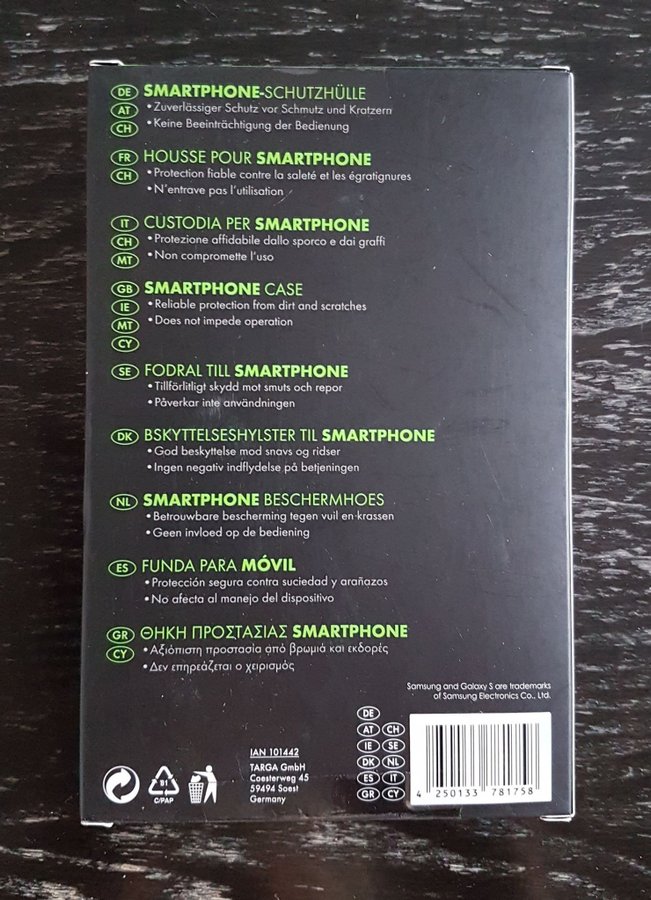 DE SMARTPHONE-SCHUTZHÜLLE
AT • Zuverlässiger Schutz vor Schmutz und Kratzern
CH • Keine Beeinträchtigung der Bedienung
FR HOUSSE POUR SMARTPHONE
CH • Protection fiable contre la saleté et les égratignures
• N'entrave pas l'utilisation
IT CUSTODIA PER SMARTPHONE
CH • Protezione affidabile dallo sporco e dai graffi
MT • Non compromette l'uso
GB SMARTPHONE CASE
IE • Reliable protection from dirt and scratches
MT • Does not impede operation
CY
SE FODRAL TILL SMARTPHONE
• Tillförlitligt skydd mot smuts och repor
• Påverkar inte användningen
DK BSKYTTELSESHYLSTER TIL SMARTPHONE
• God beskyttelse mod snavs og ridser
• Ingen negativ indflydelse på betjeningen
NL SMARTPHONE BESCHERMHOES
• Betrouwbare bescherming tegen vuil en krassen
• Geen invloed op de bediening
ES FUNDA PARA MÓVIL
• Protección segura contra suciedad y arañazos
• No afecta al manejo del dispositivo
GR ΘΗΚΗ ΠΡΟΣΤΑΣΙΑΣ SMARTPHONE
CY • Αξιόπιστη προστασία από βρωμιά και εκδορές
• Δεν επηρεάζεται ο χειρισμός
Samsung and Galaxy S are trademarks
of Samsung Electronics Co., Ltd.
DE
AT CH
IE SE
DK NL
ES IT
GR CY
4 250133 781758
IAN 101442
TARGA GmbH
Coesterweg 45
59494 Soest
Germany
81
C/PAP